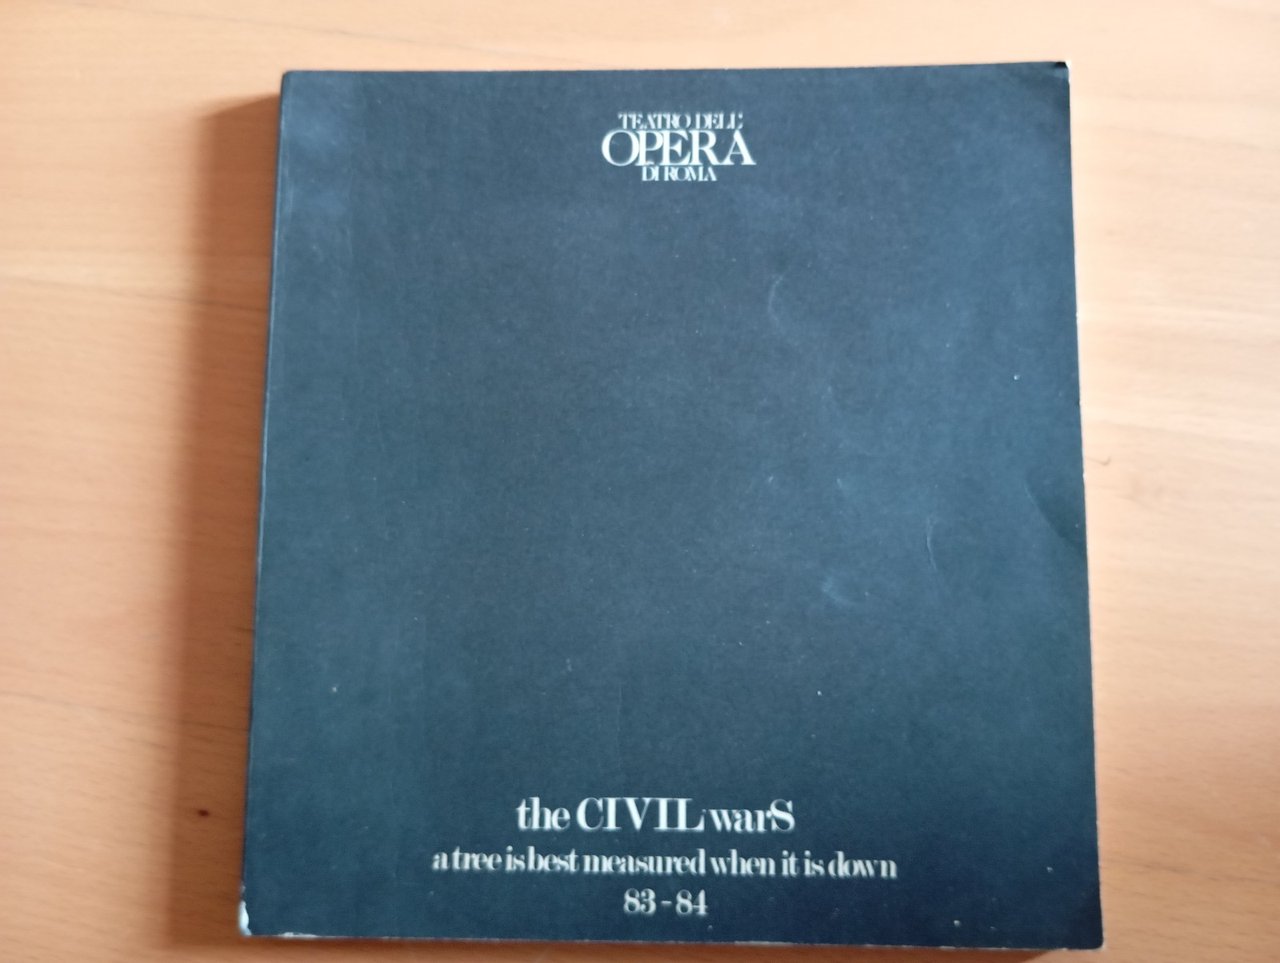 TEATRO DELL'
OPERA
DI ROMA
the CIVIL warS
a tree is best measured when it is down
83-84